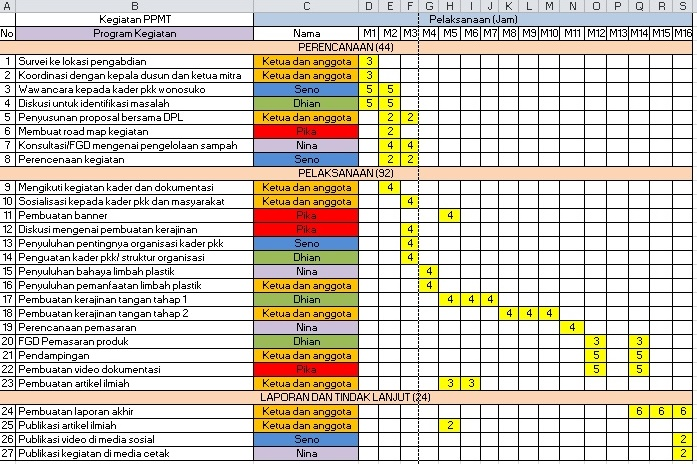 A B C D E F G H I J K L M N O P Q R S
Kegiatan PPMT Pelaksanaan (Jam)
No Program Kegiatan Nama M1 M2 M3 M4 M5 M6 M7 M8 M9 M10 M11 M12 M13 M14 M15 M16
PERENCANAAN (44)
1 Survei ke lokasi pengabdian Ketua dan anggota 3
2 Koordinasi dengan kepala dusun dan ketua mitra Ketua dan anggota 3
3 Wawancara kepada kader pkk wonosuko Seno 5 5
4 Diskusi untuk identifikasi masalah Dhian 5 5
5 Penyusunan proposal bersama DPL Ketua dan anggota 2 2
6 Membuat road map kegiatan Pika 2
7 Konsultasi/FGD mengenai pengelolaan sampah Nina 4 4
8 Perencenaan kegiatan Seno 2 2
PELAKSANAAN (92)
9 Mengikuti kegiatan kader dan dokumentasi Ketua dan anggota 4
10 Sosialisasi kepada kader pkk dan masyarakat Ketua dan anggota 4
11 Pembuatan banner Pika 4
12 Diskusi mengenai pembuatan kerajinan Pika 4
13 Penyuluhan pentingnya organisasi kader pkk Seno 4
14 Penguatan kader pkk/ struktur organisasi Dhian 4
15 Penyuluhan bahaya limbah plastik Nina 4
16 Penyuluhan pemanfaatan limbah plastik Ketua dan anggota 4
17 Pembuatan kerajinan tangan tahap 1 Dhian 4 4 4
18 Pembuatan kerajinan tangan tahap 2 Ketua dan anggota 4 4 4
19 Perencanaan pemasaran Nina 4
20 FGD Pemasaran produk Dhian 3 3
21 Pendampingan Ketua dan anggota 5 5
22 Pembuatan video dokumentasi Pika 5 5
23 Pembuatan artikel ilmiah Ketua dan anggota 3 3
LAPORAN DAN TINDAK LANJUT (24)
24 Pembuatan laporan akhir Ketua dan anggota 6 6 6
25 Publikasi artikel ilmiah Ketua dan anggota 2
26 Publikasi video di media sosial Seno 2
27 Publikasi kegiatan di media cetak Nina 2